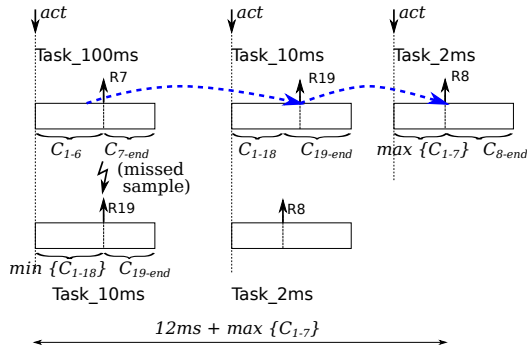 act act act
Task_100ms Task_10ms Task_2ms
R7 R19 R8
C1-6 C7-end C1-18 C19-end max {C1-7} C8-end
(missed
sample)
R19 R8
min {C1-18} C19-end
Task_10ms Task_2ms
12ms + max {C1-7}